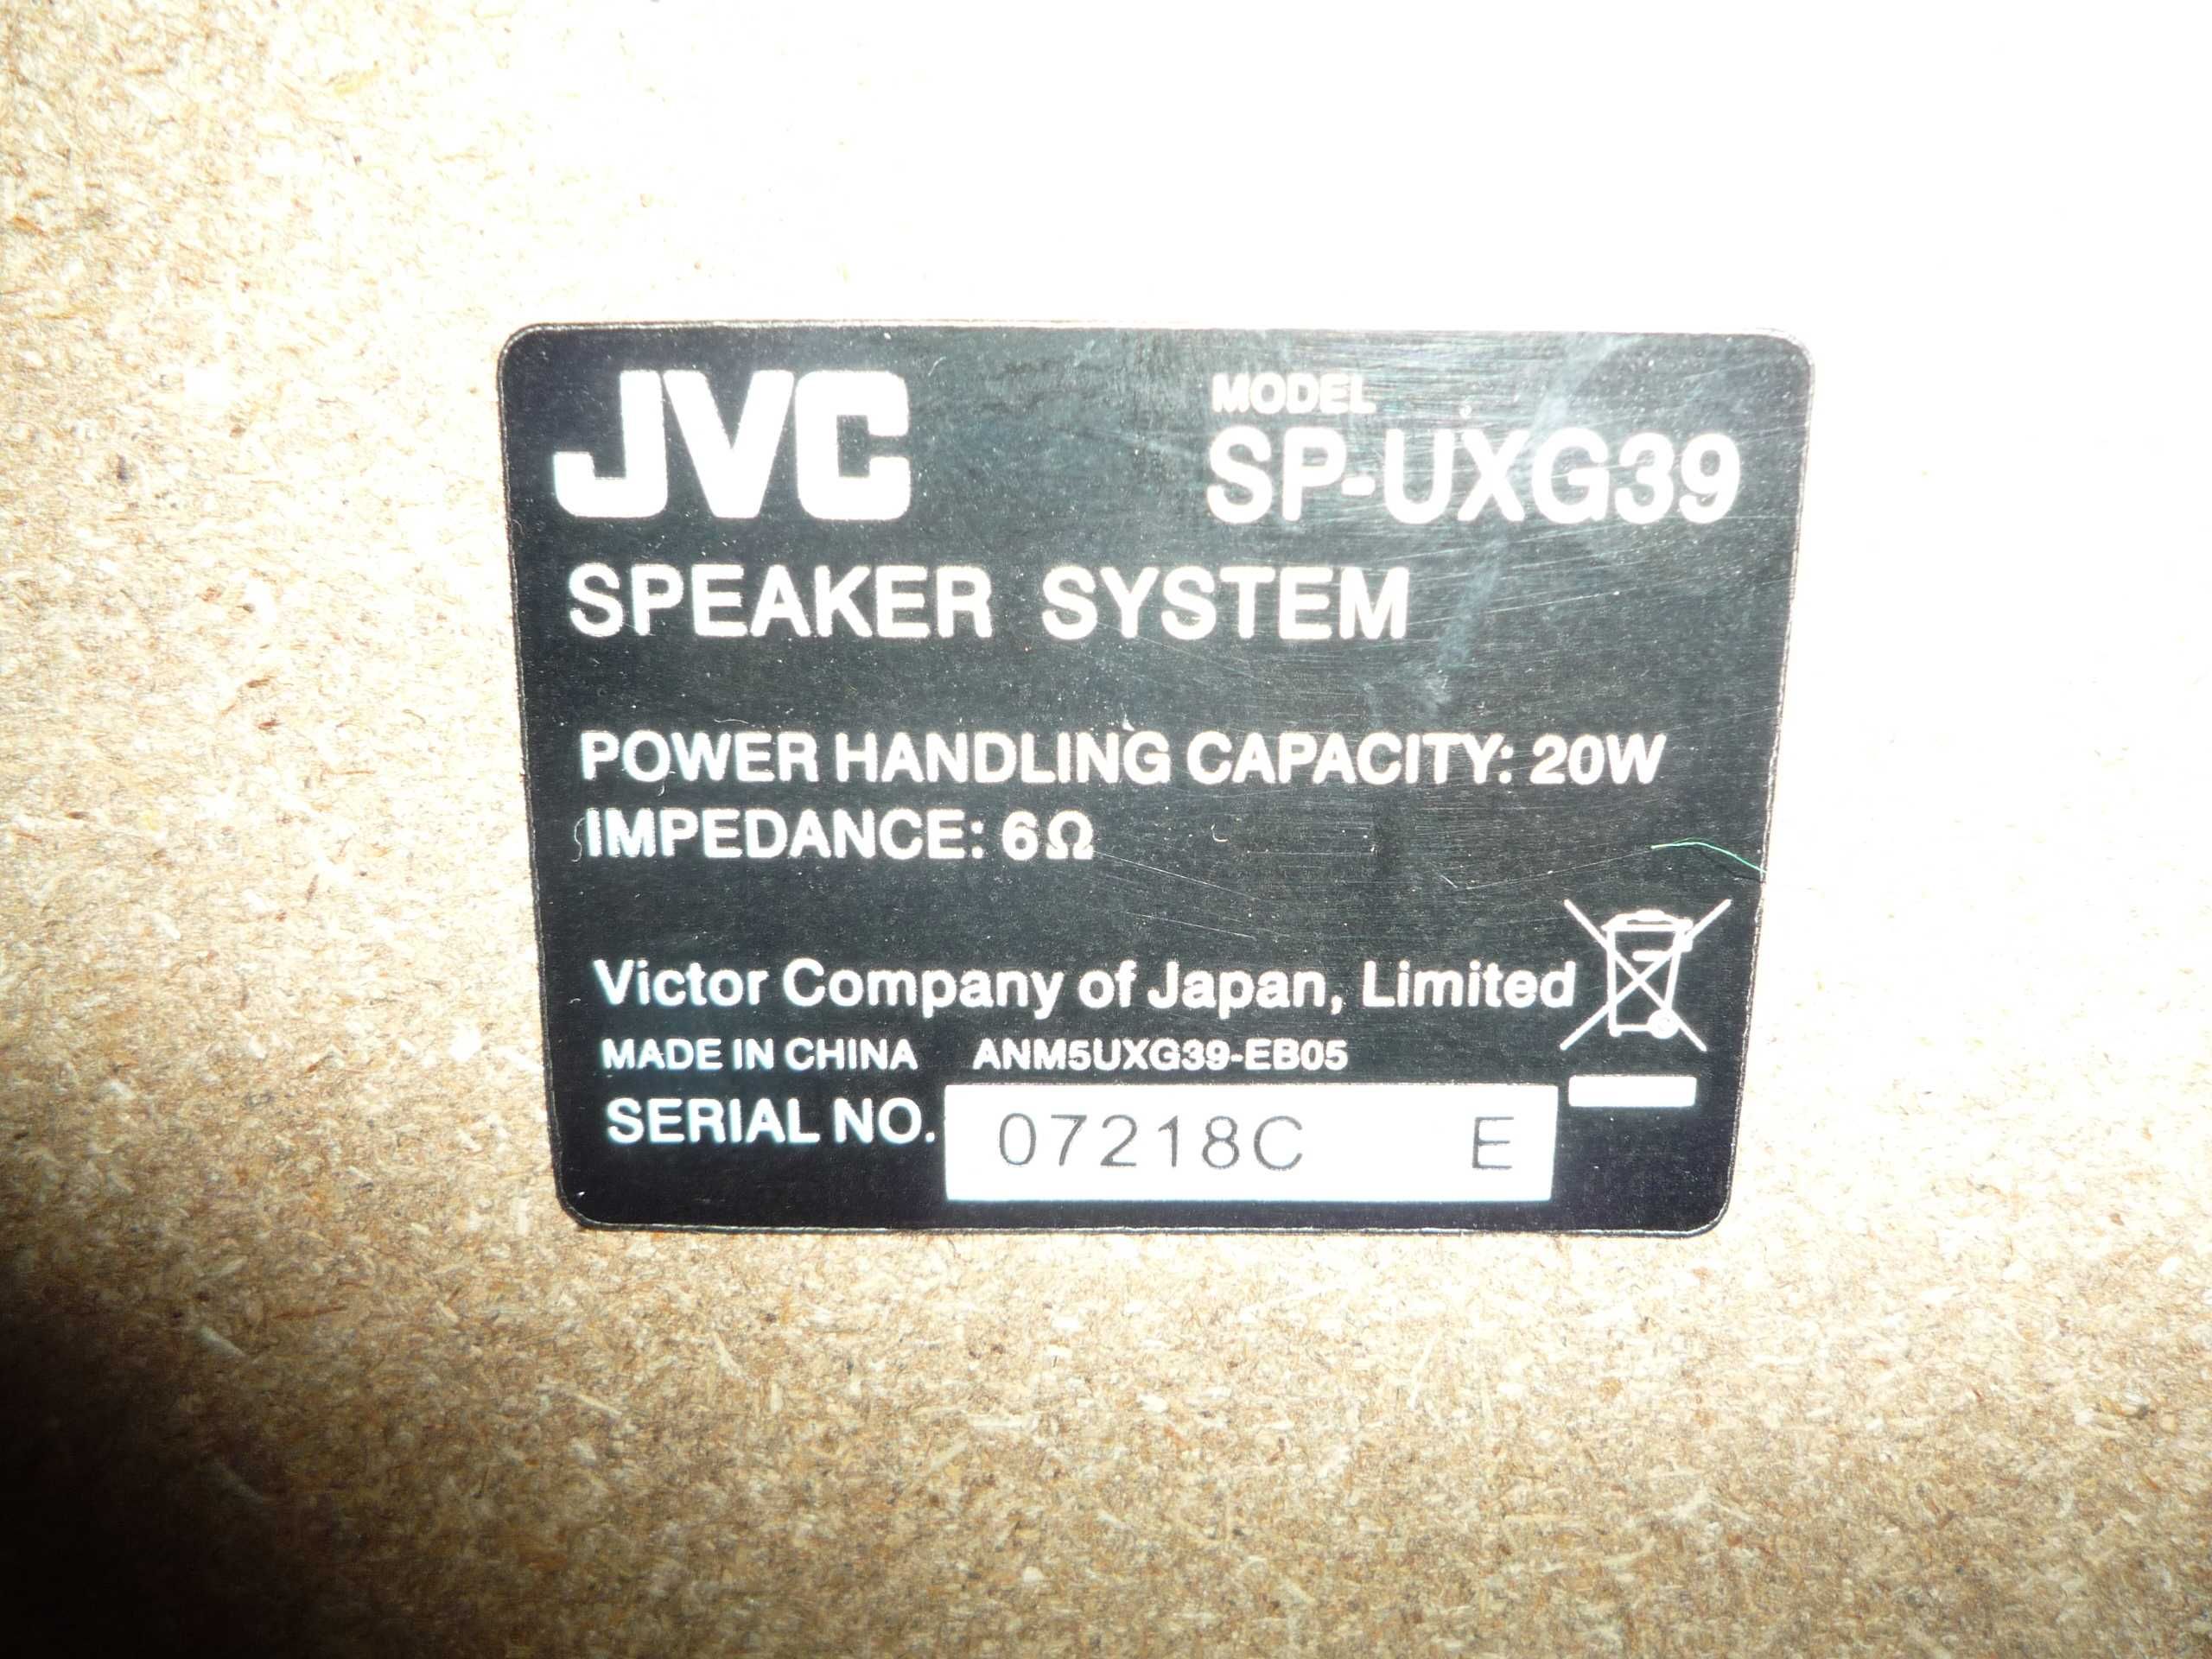 JVC
MODEL
SP-UXG39
SPEAKER SYSTEM
POWER HANDLING CAPACITY: 20W
IMPEDANCE: 6Ω
Victor Company of Japan, Limited
MADE IN CHINA ANM5UXG39-EB05
SERIAL NO. 07218C E